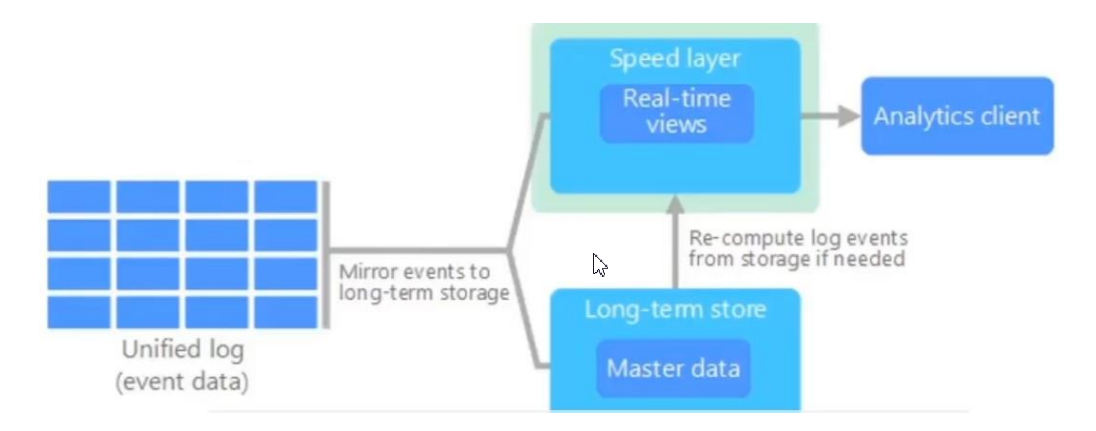 Speed layer
Real-time
views
Analytics client
Mirror events to
long-term storage
Re-compute log events
from storage if needed
Unified log
(event data)
Long-term store
Master data